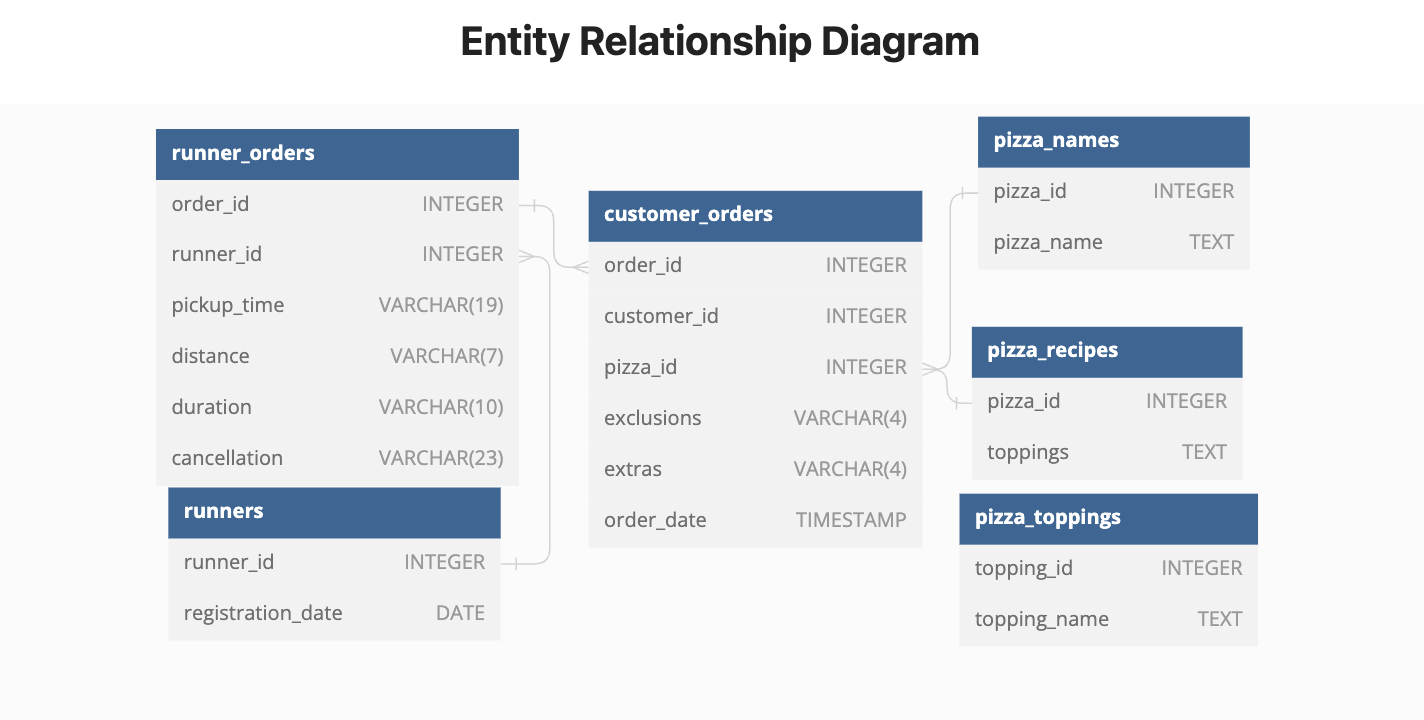 Entity Relationship Diagram
runner_orders
order_id INTEGER
runner_id INTEGER
pickup_time VARCHAR(19)
distance VARCHAR(7)
duration VARCHAR(10)
cancellation VARCHAR(23)
runners
runner_id INTEGER
registration_date DATE
customer_orders
order_id INTEGER
customer_id INTEGER
pizza_id INTEGER
exclusions VARCHAR(4)
extras VARCHAR(4)
order_date TIMESTAMP
pizza_names
pizza_id INTEGER
pizza_name TEXT
pizza_recipes
pizza_id INTEGER
toppings TEXT
pizza_toppings
topping_id INTEGER
topping_name TEXT